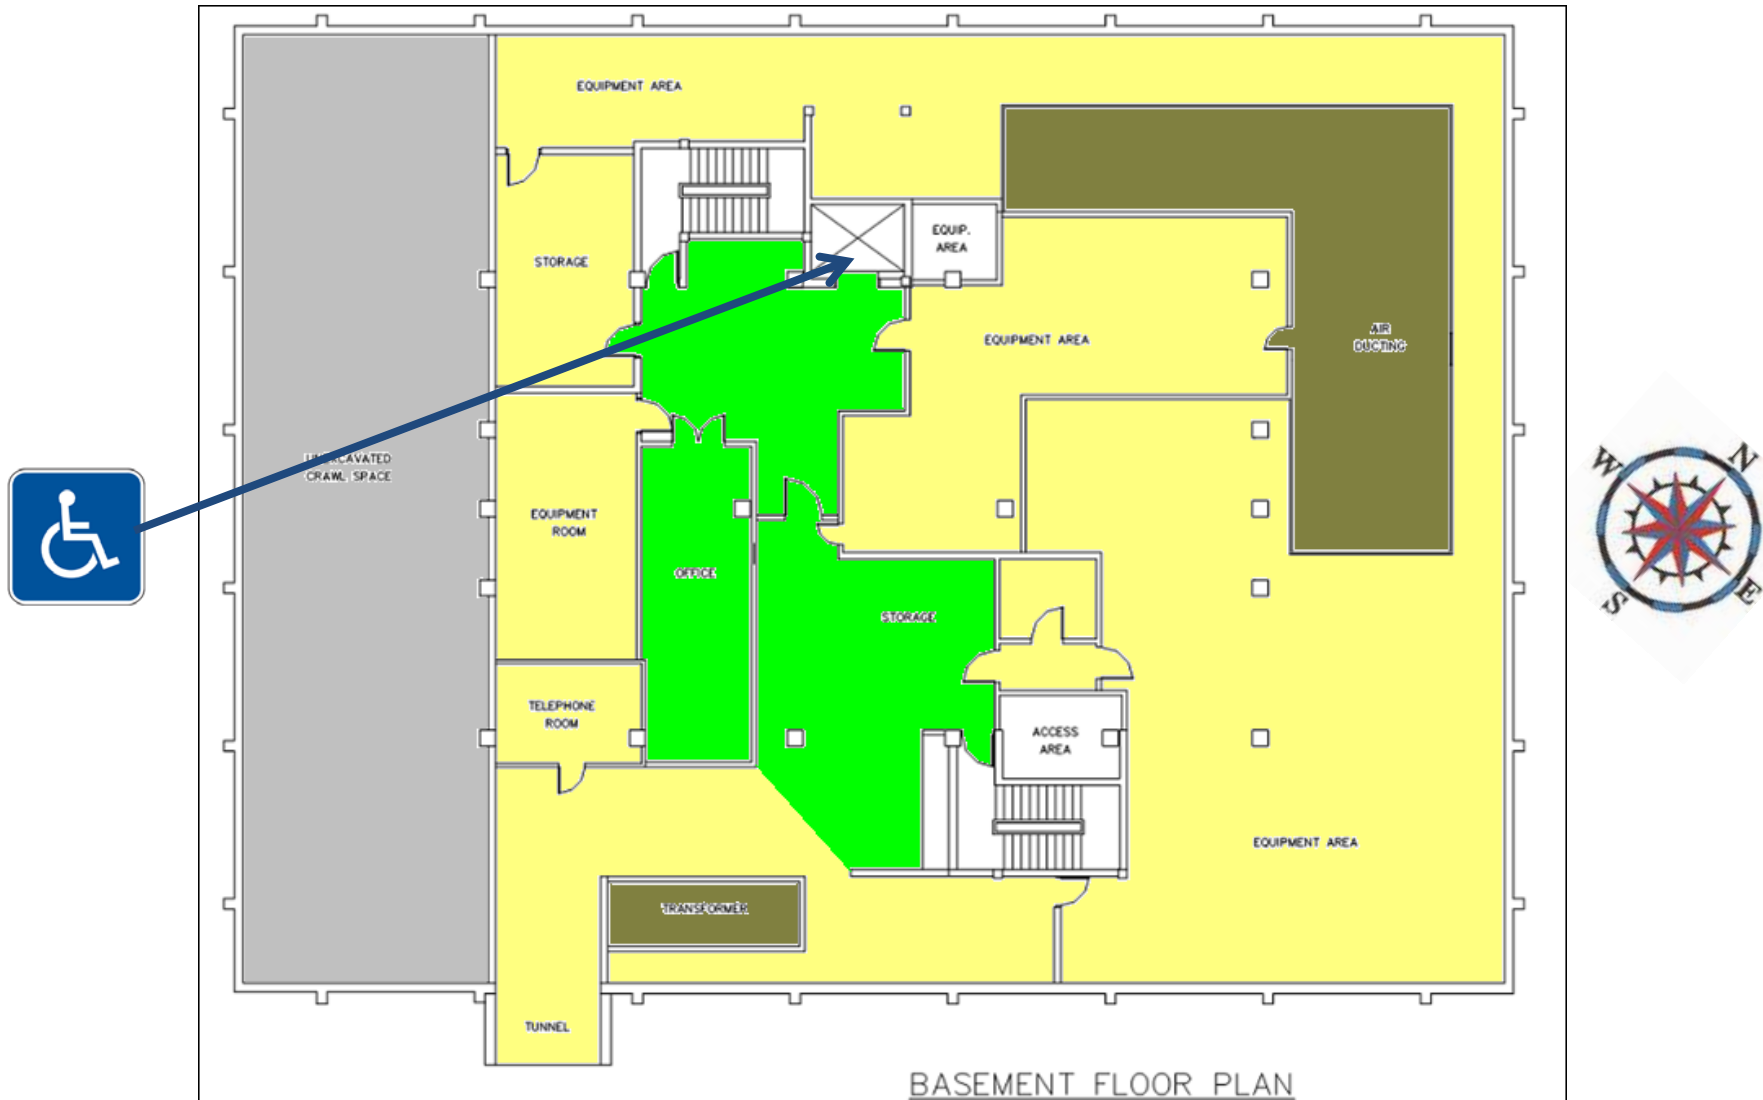 EQUIPMENT AREA
STORAGE
EQUIP.
AREA
EQUIPMENT AREA
AIR
DUCTING
UNEXCAVATED
CRAWL SPACE
W
N
S
E
EQUIPMENT
ROOM
OFFICE
STORAGE
TELEPHONE
ROOM
ACCESS
AREA
EQUIPMENT AREA
TRANSFORMER
TUNNEL
BASEMENT FLOOR PLAN